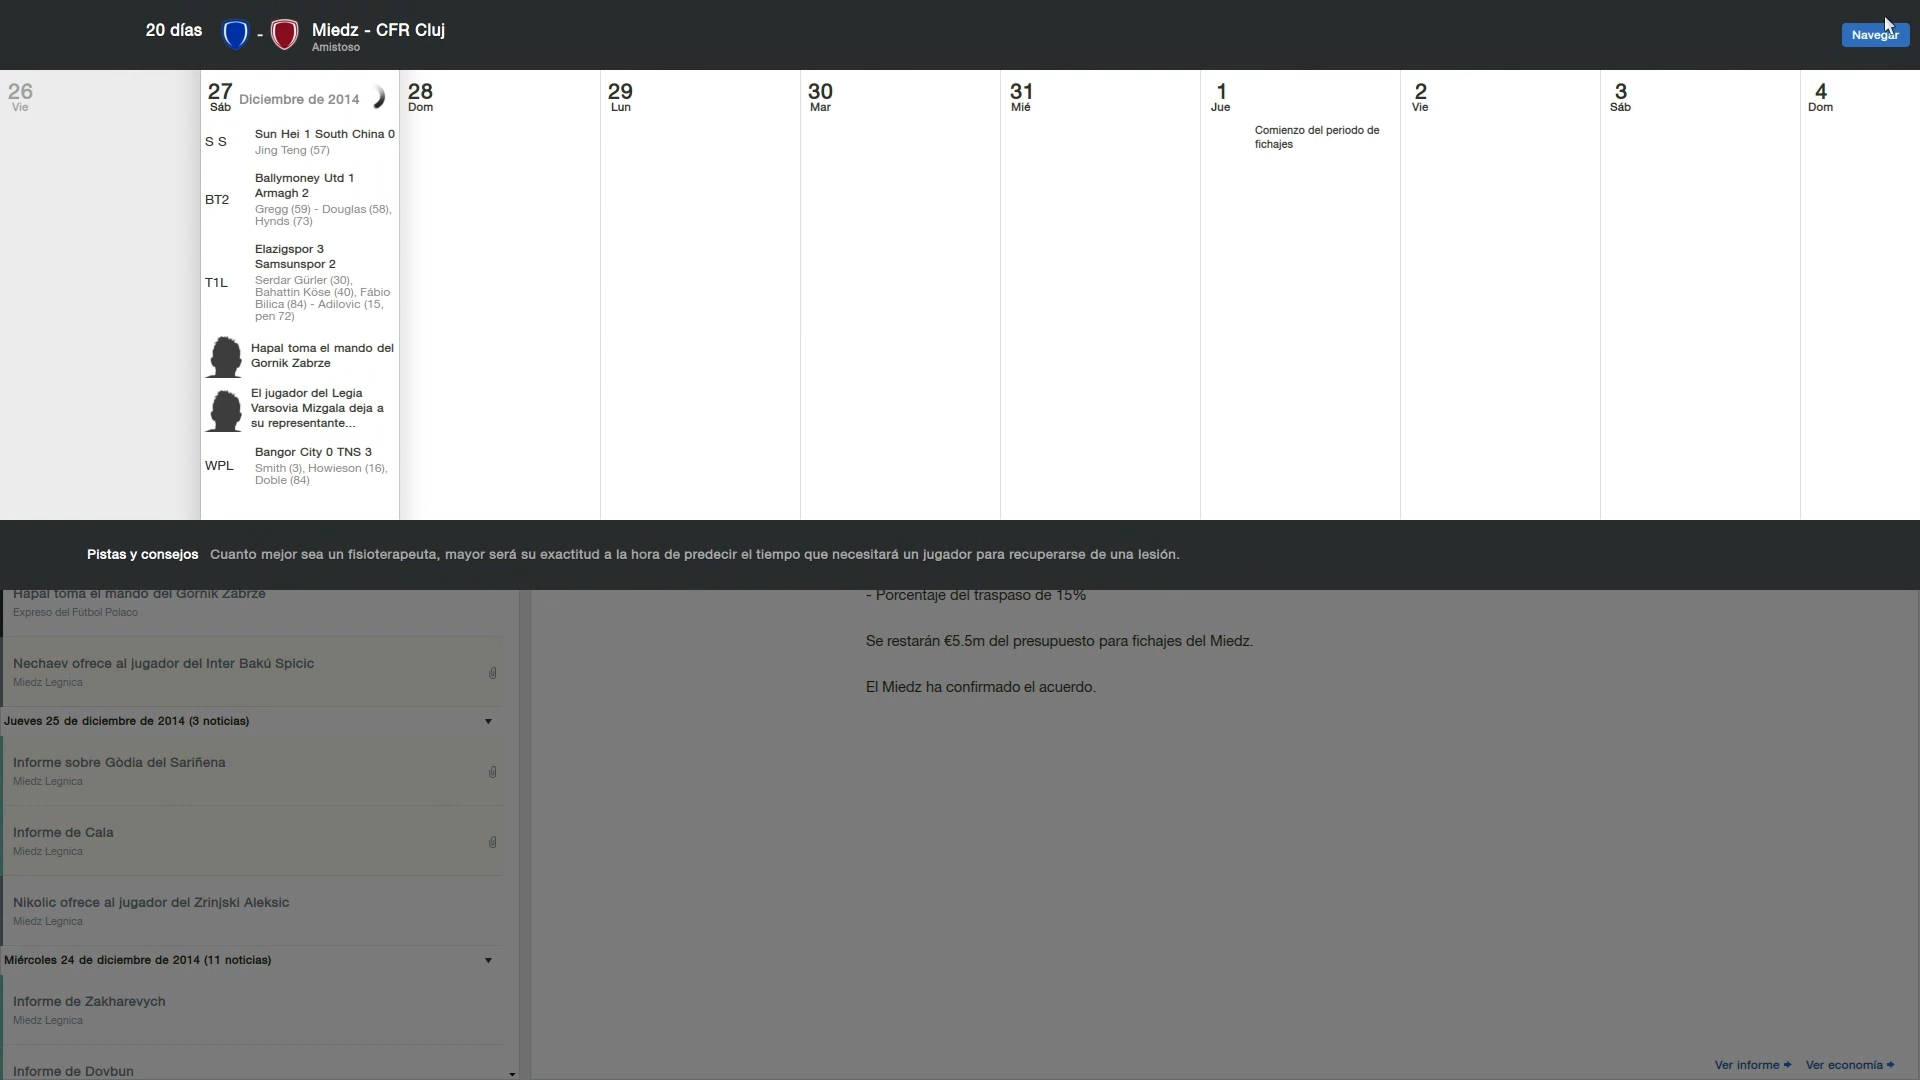 20 días
-
Miedz - CFR Cluj
Amistoso
Navegar
26
Vie
27
Sáb
Diciembre de 2014
28
Dom
29
Lun
30
Mar
31
Mié
1
Jue
2
Vie
3
Sáb
4
Dom
S S
Sun Hei 1 South China 0
Jing Teng (57)
BT2
Ballymoney Utd 1
Armagh 2
Gregg (59) - Douglas (58),
Hynds (73)
T1L
Elazigspor 3
Samsunspor 2
Serdar Gürler (30),
Bahattin Köse (40), Fábio
Bilica (84) - Adilovic (15,
pen 72)
Hapal toma el mando del
Gornik Zabrze
El jugador del Legia
Varsovia Mizgala deja a
su representante...
WPL
Bangor City 0 TNS 3
Smith (3), Howieson (16),
Doble (84)
Comienzo del periodo de
fichajes
Pistas y consejos Cuanto mejor sea un fisioterapeuta, mayor será su exactitud a la hora de predecir el tiempo que necesitará un jugador para recuperarse de una lesión.
Hapal toma el mando del Gornik Zabrze
Expreso del Fútbol Polaco
Nechaev ofrece al jugador del Inter Bakú Spicic
Miedz Legnica
Jueves 25 de diciembre de 2014 (3 noticias)
Informe sobre Gòdia del Sariñena
Miedz Legnica
Informe de Cala
Miedz Legnica
Nikolic ofrece al jugador del Zrinjski Aleksic
Miedz Legnica
Miércoles 24 de diciembre de 2014 (11 noticias)
Informe de Zakharevych
Miedz Legnica
Informe de Dovbun
- Porcentaje del traspaso de 15%
Se restarán €5.5m del presupuesto para fichajes del Miedz.
El Miedz ha confirmado el acuerdo.
Ver informe
Ver economía